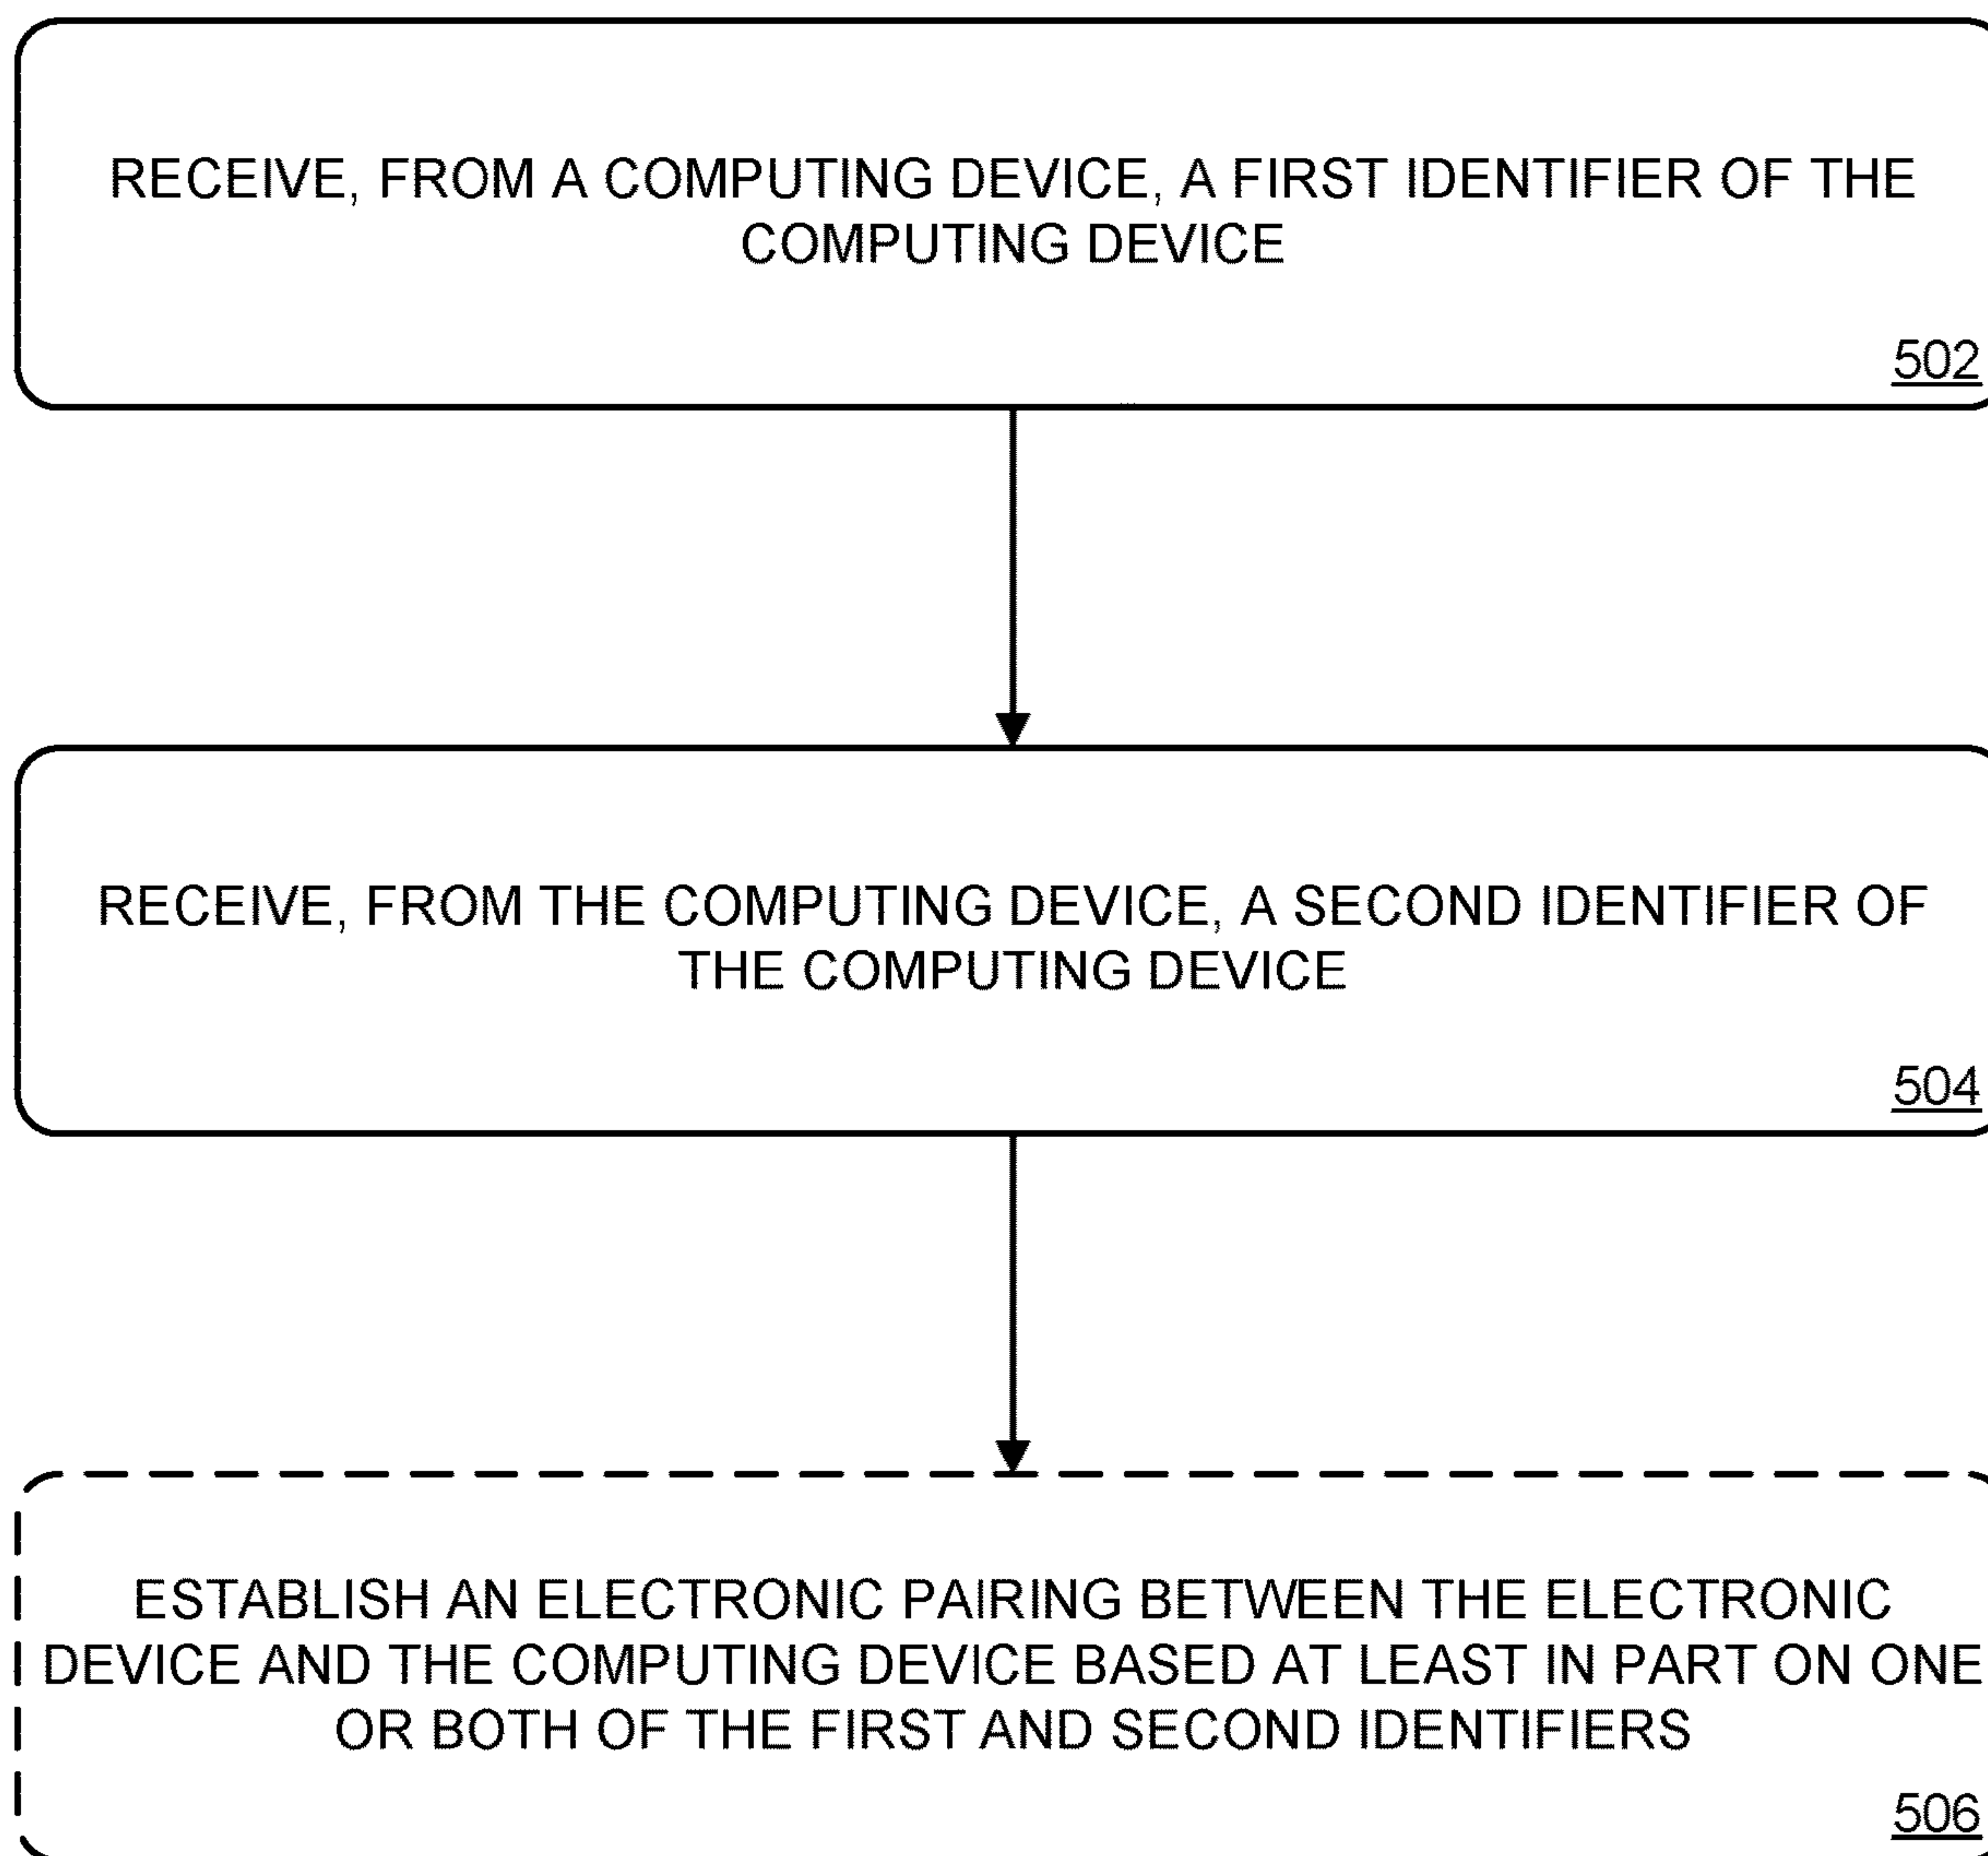 RECEIVE, FROM A COMPUTING DEVICE, A FIRST IDENTIFIER OF THE
COMPUTING DEVICE
502
RECEIVE, FROM THE COMPUTING DEVICE, A SECOND IDENTIFIER OF
THE COMPUTING DEVICE
504
ESTABLISH AN ELECTRONIC PAIRING BETWEEN THE ELECTRONIC
DEVICE AND THE COMPUTING DEVICE BASED AT LEAST IN PART ON ONE
OR BOTH OF THE FIRST AND SECOND IDENTIFIERS
506